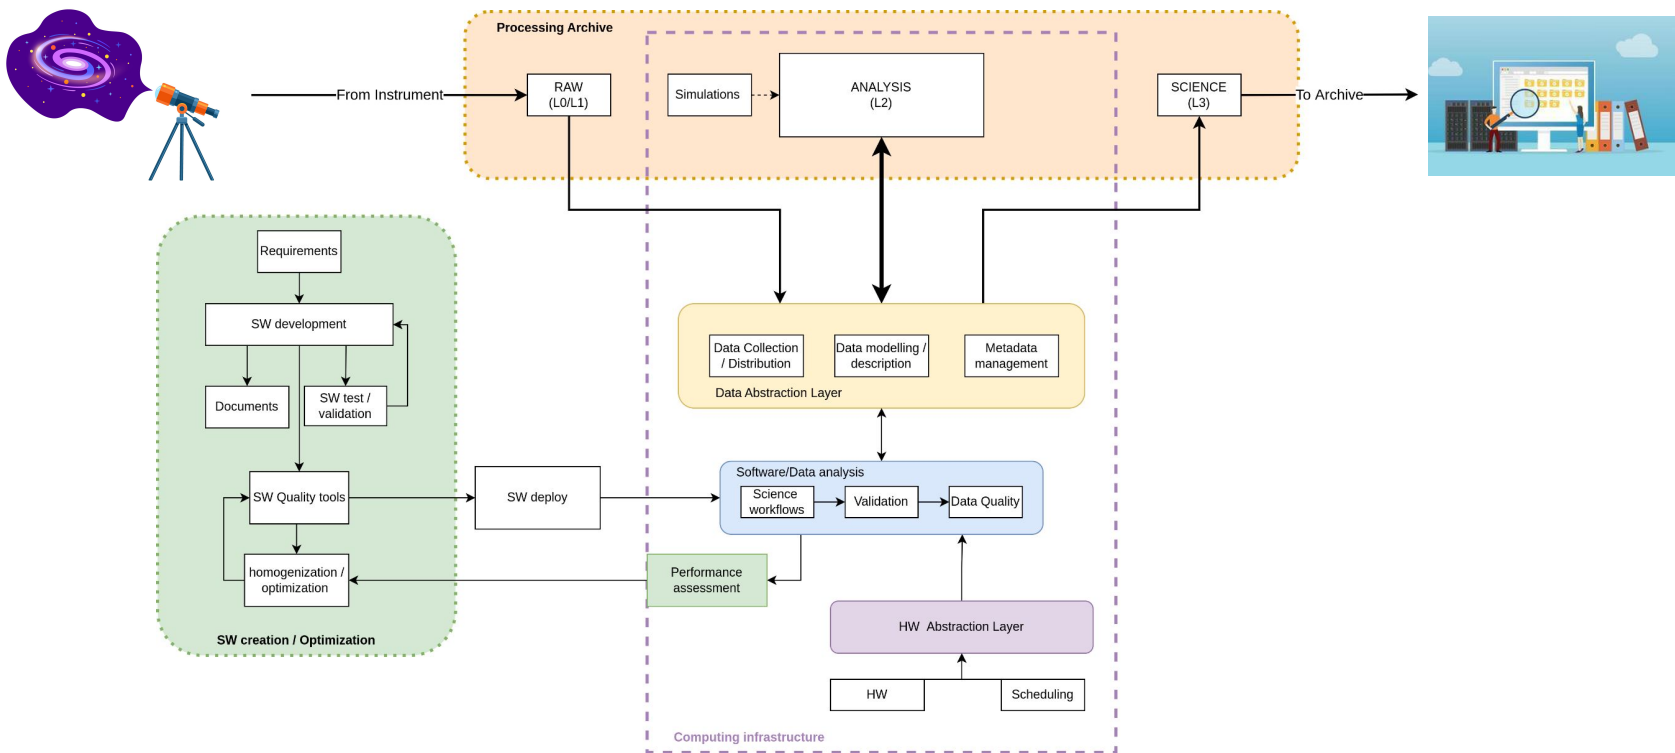 Processing Archive
From Instrument
RAW
(L0/L1)
Simulations
ANALYSIS
(L2)
SCIENCE
(L3)
To Archive
Requirements
SW development
Documents
SW test /
validation
SW Quality tools
homogenization /
optimization
SW creation / Optimization
SW deploy
Data Collection
/ Distribution
Data modelling /
description
Metadata
management
Data Abstraction Layer
Software/Data analysis
Science
workflows
Validation
Data Quality
Performance
assessment
HW Abstraction Layer
HW
Scheduling
Computing infrastructure